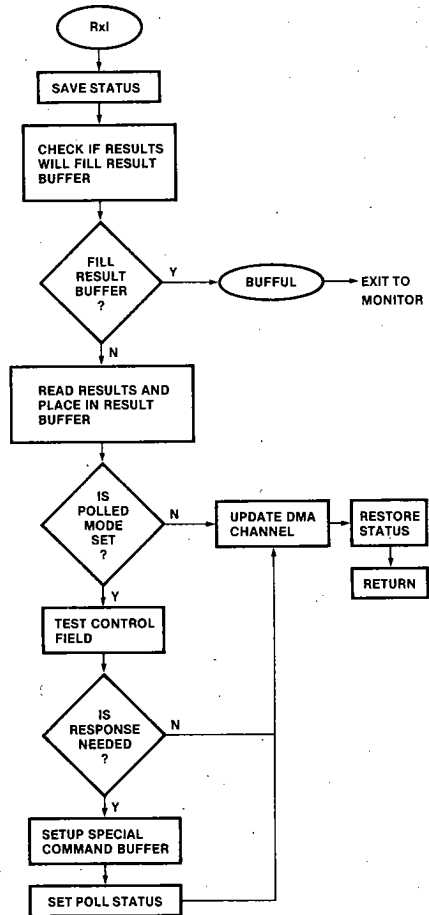 RxI
SAVE STATUS
CHECK IF RESULTS
WILL FILL RESULT
BUFFER
FILL
RESULT
BUFFER
?
Y
BUFFUL
EXIT TO
MONITOR
N
READ RESULTS AND
PLACE IN RESULT
BUFFER
IS
POLLED
MODE
SET
?
N
UPDATE DMA
CHANNEL
RESTORE
STATUS
RETURN
Y
TEST CONTROL
FIELD
IS
RESPONSE
NEEDED
?
N
Y
SETUP SPECIAL
COMMAND BUFFER
SET POLL STATUS